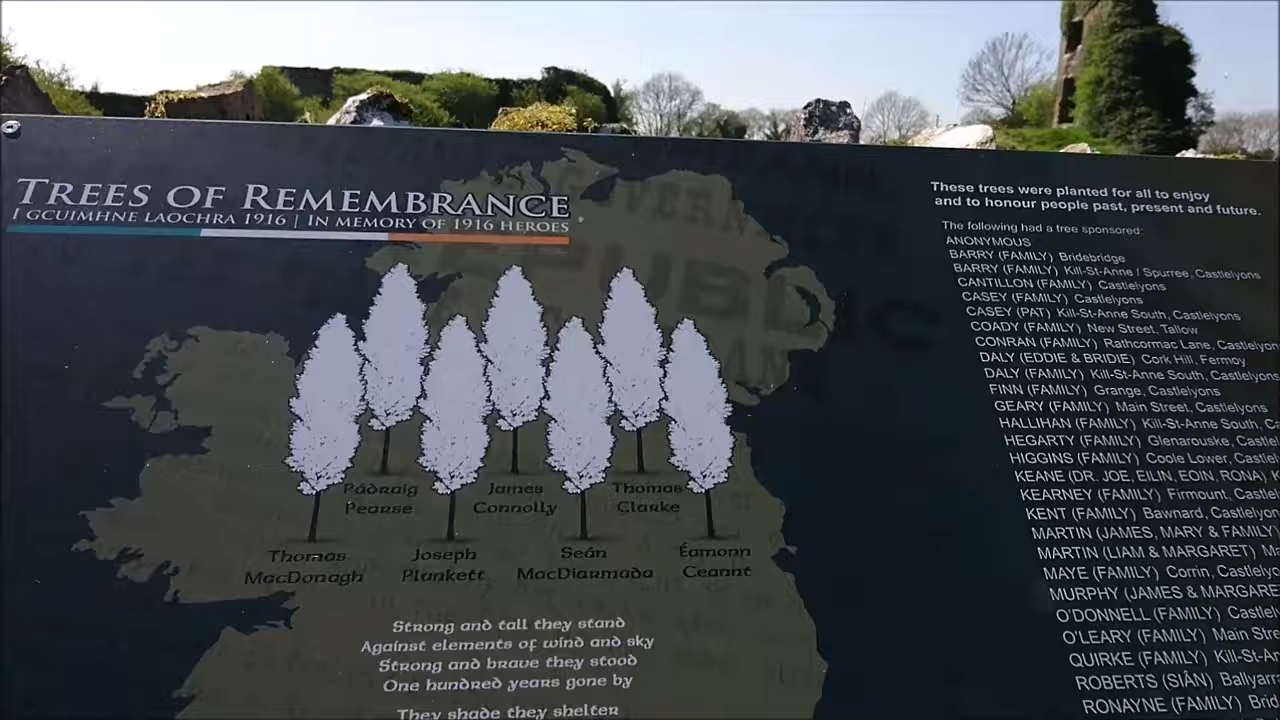 TREES OF REMEMBRANCE
I GCUIMHNE LAOCHRA 1916 | IN MEMORY OF 1916 HEROES
Pádraig Pearse
James Connolly
Thomas Clarke
Thomas MacDonagh
Joseph Plunkett
Seán MacDiarmada
Éamonn Ceannt
Strong and tall they stand
Against elements of wind and sky
Strong and brave they stood
One hundred years gone by
They shade they shelter
These trees were planted for all to enjoy
and to honour people past, present and future.
The following had a tree sponsored:
ANONYMOUS
BARRY (FAMILY) Bridebridge
BARRY (FAMILY) Kill-St-Anne / Spurree, Castlelyons
CANTILLON (FAMILY) Castlelyons
CASEY (FAMILY) Castlelyons
CASEY (PAT) Kill-St-Anne South, Castlelyons
COADY (FAMILY) New Street, Tallow
CONRAN (FAMILY) Rathcormac Lane, Castlelyon
DALY (EDDIE & BRIDIE) Cork Hill, Fermoy
DALY (FAMILY) Kill-St-Anne South, Castlelyons
FINN (FAMILY) Grange, Castlelyons
GEARY (FAMILY) Main Street, Castlelyons
HALLIHAN (FAMILY) Kill-St-Anne South, Ca
HEGARTY (FAMILY) Glenarouske, Castle
HIGGINS (FAMILY) Coole Lower, Castle
KEANE (DR. JOE, EILIN, EOIN, RONA) K
KEARNEY (FAMILY) Firmount, Castle
KENT (FAMILY) Bawnard, Castlelyons
MARTIN (JAMES, MARY & FAMILY)
MARTIN (LIAM & MARGARET) Ma
MAYE (FAMILY) Corrin, Castlelyo
MURPHY (JAMES & MARGARE
O'DONNELL (FAMILY) Castlel
O'LEARY (FAMILY) Main Stre
QUIRKE (FAMILY) Kill-St-An
ROBERTS (SIÁN) Ballyarr
RONAYNE (FAMILY) Brid